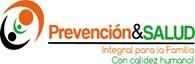 Prevención&SALUD
Integral para la Familia
Con calidez humana!